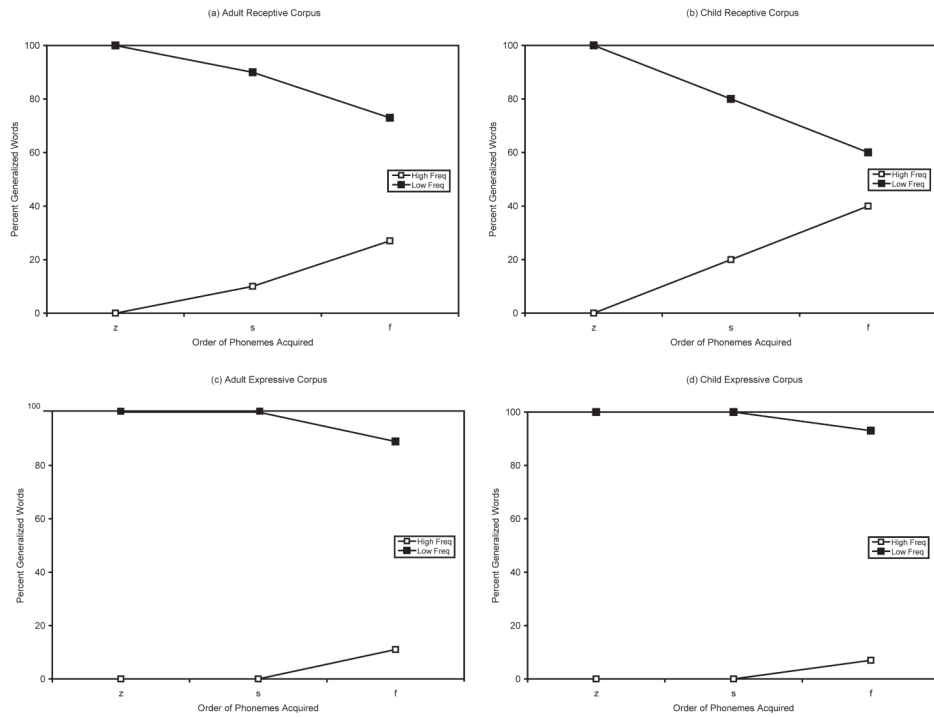 (a) Adult Receptive Corpus
100
80
60
40
20
0
Percent Generalized Words
z
s
f
Order of Phonemes Acquired
High Freq
Low Freq
(b) Child Receptive Corpus
100
80
60
40
20
0
Percent Generalized Words
z
s
f
Order of Phonemes Acquired
High Freq
Low Freq
(c) Adult Expressive Corpus
100
80
60
40
20
0
Percent Generalized Words
z
s
f
Order of Phonemes Acquired
High Freq
Low Freq
(d) Child Expressive Corpus
100
80
60
40
20
0
Percent Generalized Words
z
s
f
Order of Phonemes Acquired
High Freq
Low Freq